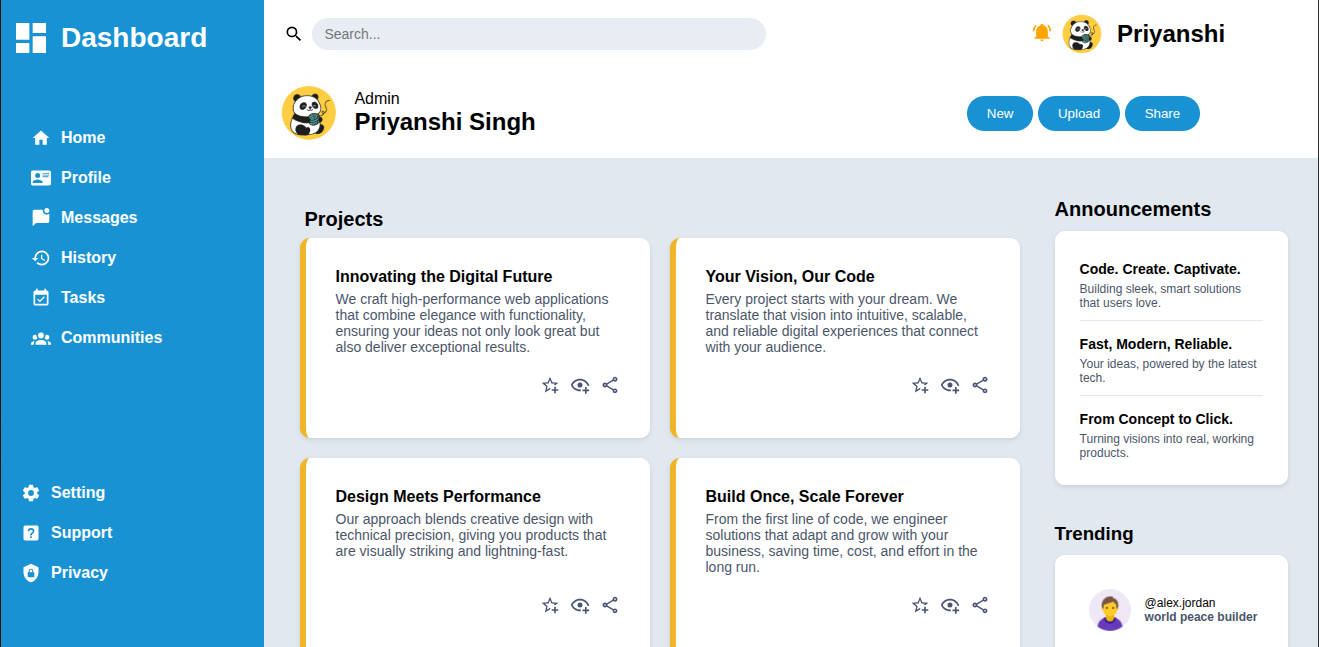 Dashboard
Home
Profile
Messages
History
Tasks
Communities
Setting
Support
Privacy
Search...
Priyanshi
Admin
Priyanshi Singh
New
Upload
Share
Projects
Innovating the Digital Future
We craft high-performance web applications
that combine elegance with functionality,
ensuring your ideas not only look great but
also deliver exceptional results.
Your Vision, Our Code
Every project starts with your dream. We
translate that vision into intuitive, scalable,
and reliable digital experiences that connect
with your audience.
Design Meets Performance
Our approach blends creative design with
technical precision, giving you products that
are visually striking and lightning-fast.
Build Once, Scale Forever
From the first line of code, we engineer
solutions that adapt and grow with your
business, saving time, cost, and effort in the
long run.
Announcements
Code. Create. Captivate.
Building sleek, smart solutions
that users love.
Fast, Modern, Reliable.
Your ideas, powered by the latest
tech.
From Concept to Click.
Turning visions into real, working
products.
Trending
@alex.jordan
world peace builder